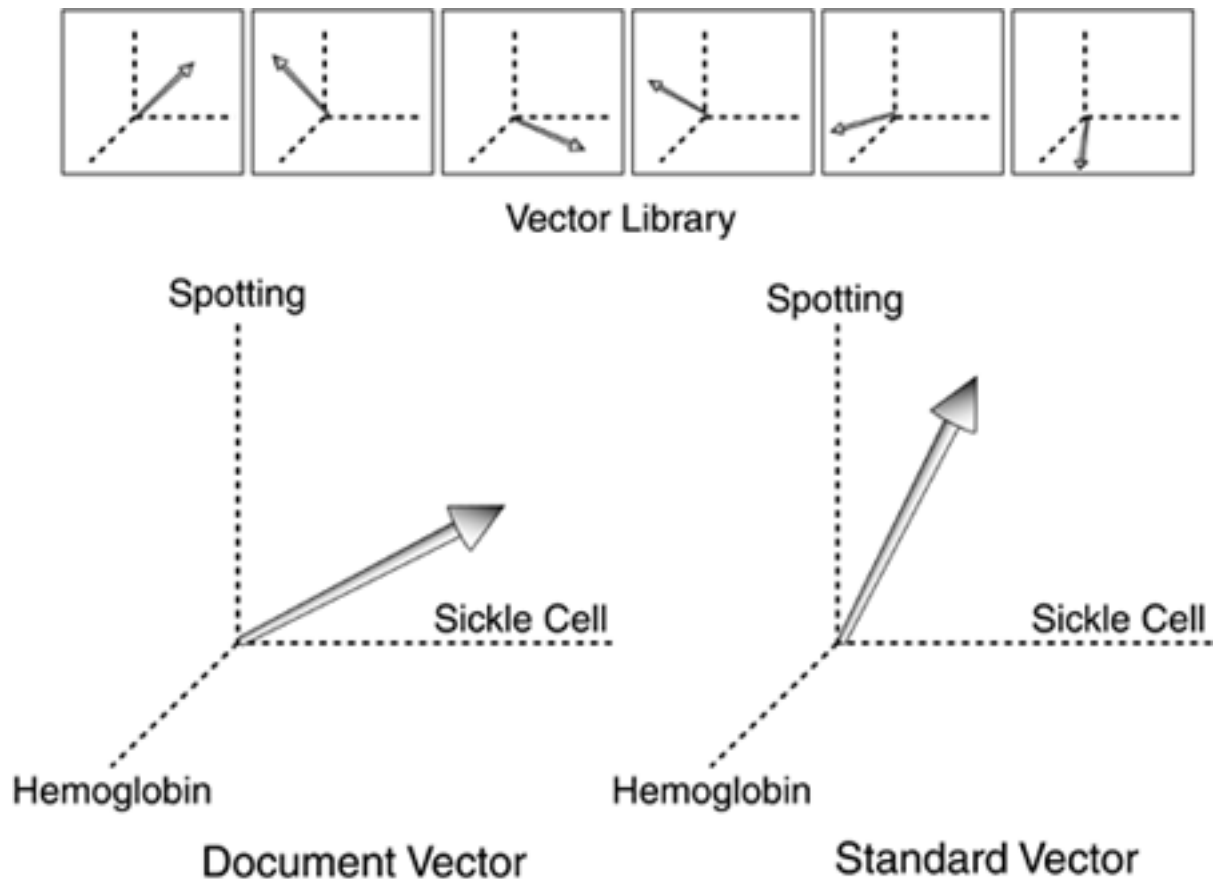 Vector Library
Spotting
Spotting
Sickle Cell
Sickle Cell
Hemoglobin
Hemoglobin
Document Vector
Standard Vector